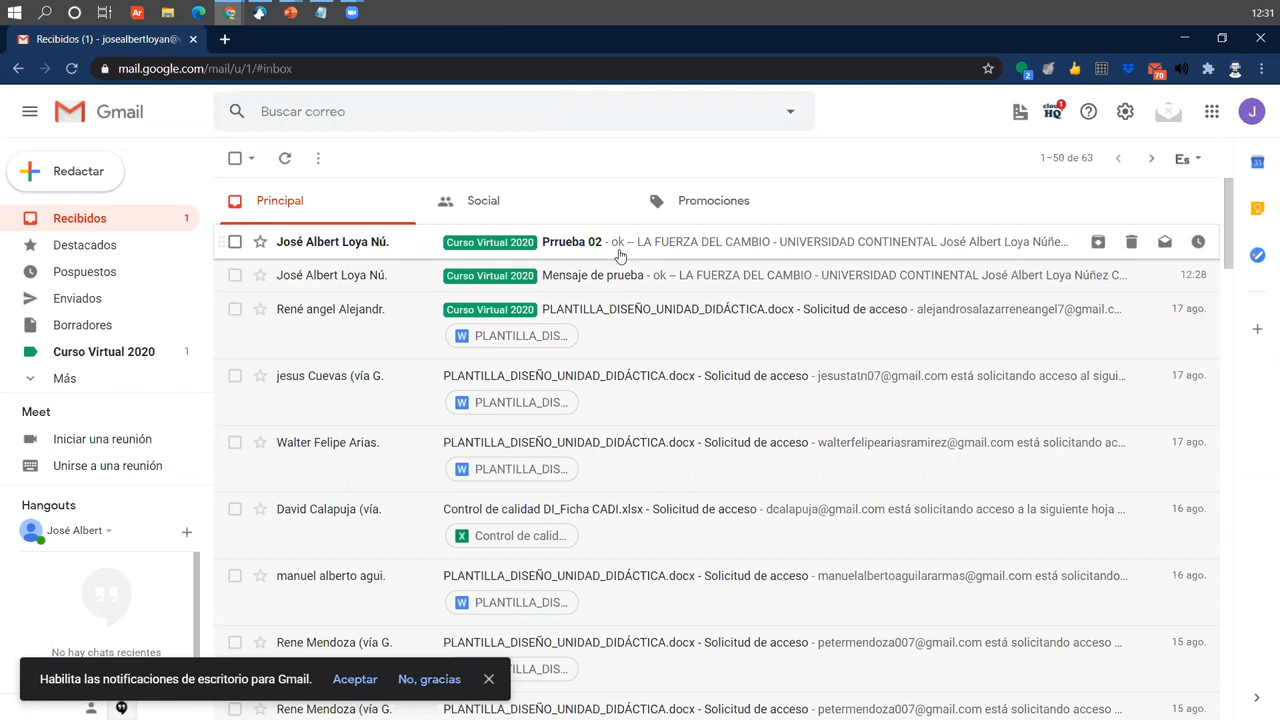 Ar
12:31
Recibidos (1) - josealbertloyan@
mail.google.com/mail/u/1/#inbox
2
70
Gmail
Buscar correo
cloud HQ
1
J
Redactar
1–50 de 63
Es
Recibidos 1
Destacados
Pospuestos
Enviados
Borradores
Curso Virtual 2020 1
Más
Meet
Iniciar una reunión
Unirse a una reunión
Hangouts
José Albert
No hay chats recientes
Principal Social Promociones
José Albert Loya Nú. Curso Virtual 2020 Prrueba 02 - ok -- LA FUERZA DEL CAMBIO - UNIVERSIDAD CONTINENTAL José Albert Loya Núñe...
José Albert Loya Nú. Curso Virtual 2020 Mensaje de prueba - ok -- LA FUERZA DEL CAMBIO - UNIVERSIDAD CONTINENTAL José Albert Loya Núñez C... 12:28
René angel Alejandr. Curso Virtual 2020 PLANTILLA_DISEÑO_UNIDAD_DIDÁCTICA.docx - Solicitud de acceso - alejandrosalazarreneangel7@gmail.c... 17 ago.
W PLANTILLA_DIS...
jesus Cuevas (vía G. PLANTILLA_DISEÑO_UNIDAD_DIDÁCTICA.docx - Solicitud de acceso - jesustatn07@gmail.com está solicitando acceso al sigui... 17 ago.
W PLANTILLA_DIS...
Walter Felipe Arias. PLANTILLA_DISEÑO_UNIDAD_DIDÁCTICA.docx - Solicitud de acceso - walterfelipeariasramirez@gmail.com está solicitando ac... 17 ago.
W PLANTILLA_DIS...
David Calapuja (vía. Control de calidad DI_Ficha CADI.xlsx - Solicitud de acceso - dcalapuja@gmail.com está solicitando acceso a la siguiente hoja ... 16 ago.
X Control de calid...
manuel alberto agui. PLANTILLA_DISEÑO_UNIDAD_DIDÁCTICA.docx - Solicitud de acceso - manuelalbertoaguilararmas@gmail.com está solicitando... 16 ago.
W PLANTILLA_DIS...
Rene Mendoza (vía G. PLANTILLA_DISEÑO_UNIDAD_DIDÁCTICA.docx - Solicitud de acceso - petermendoza007@gmail.com está solicitando acceso ... 15 ago.
_DIS...
Rene Mendoza (vía G. PLANTILLA_DISEÑO_UNIDAD_DIDÁCTICA.docx - Solicitud de acceso - petermendoza007@gmail.com está solicitando acceso ... 15 ago.
Habilita las notificaciones de escritorio para Gmail. Aceptar No, gracias
31